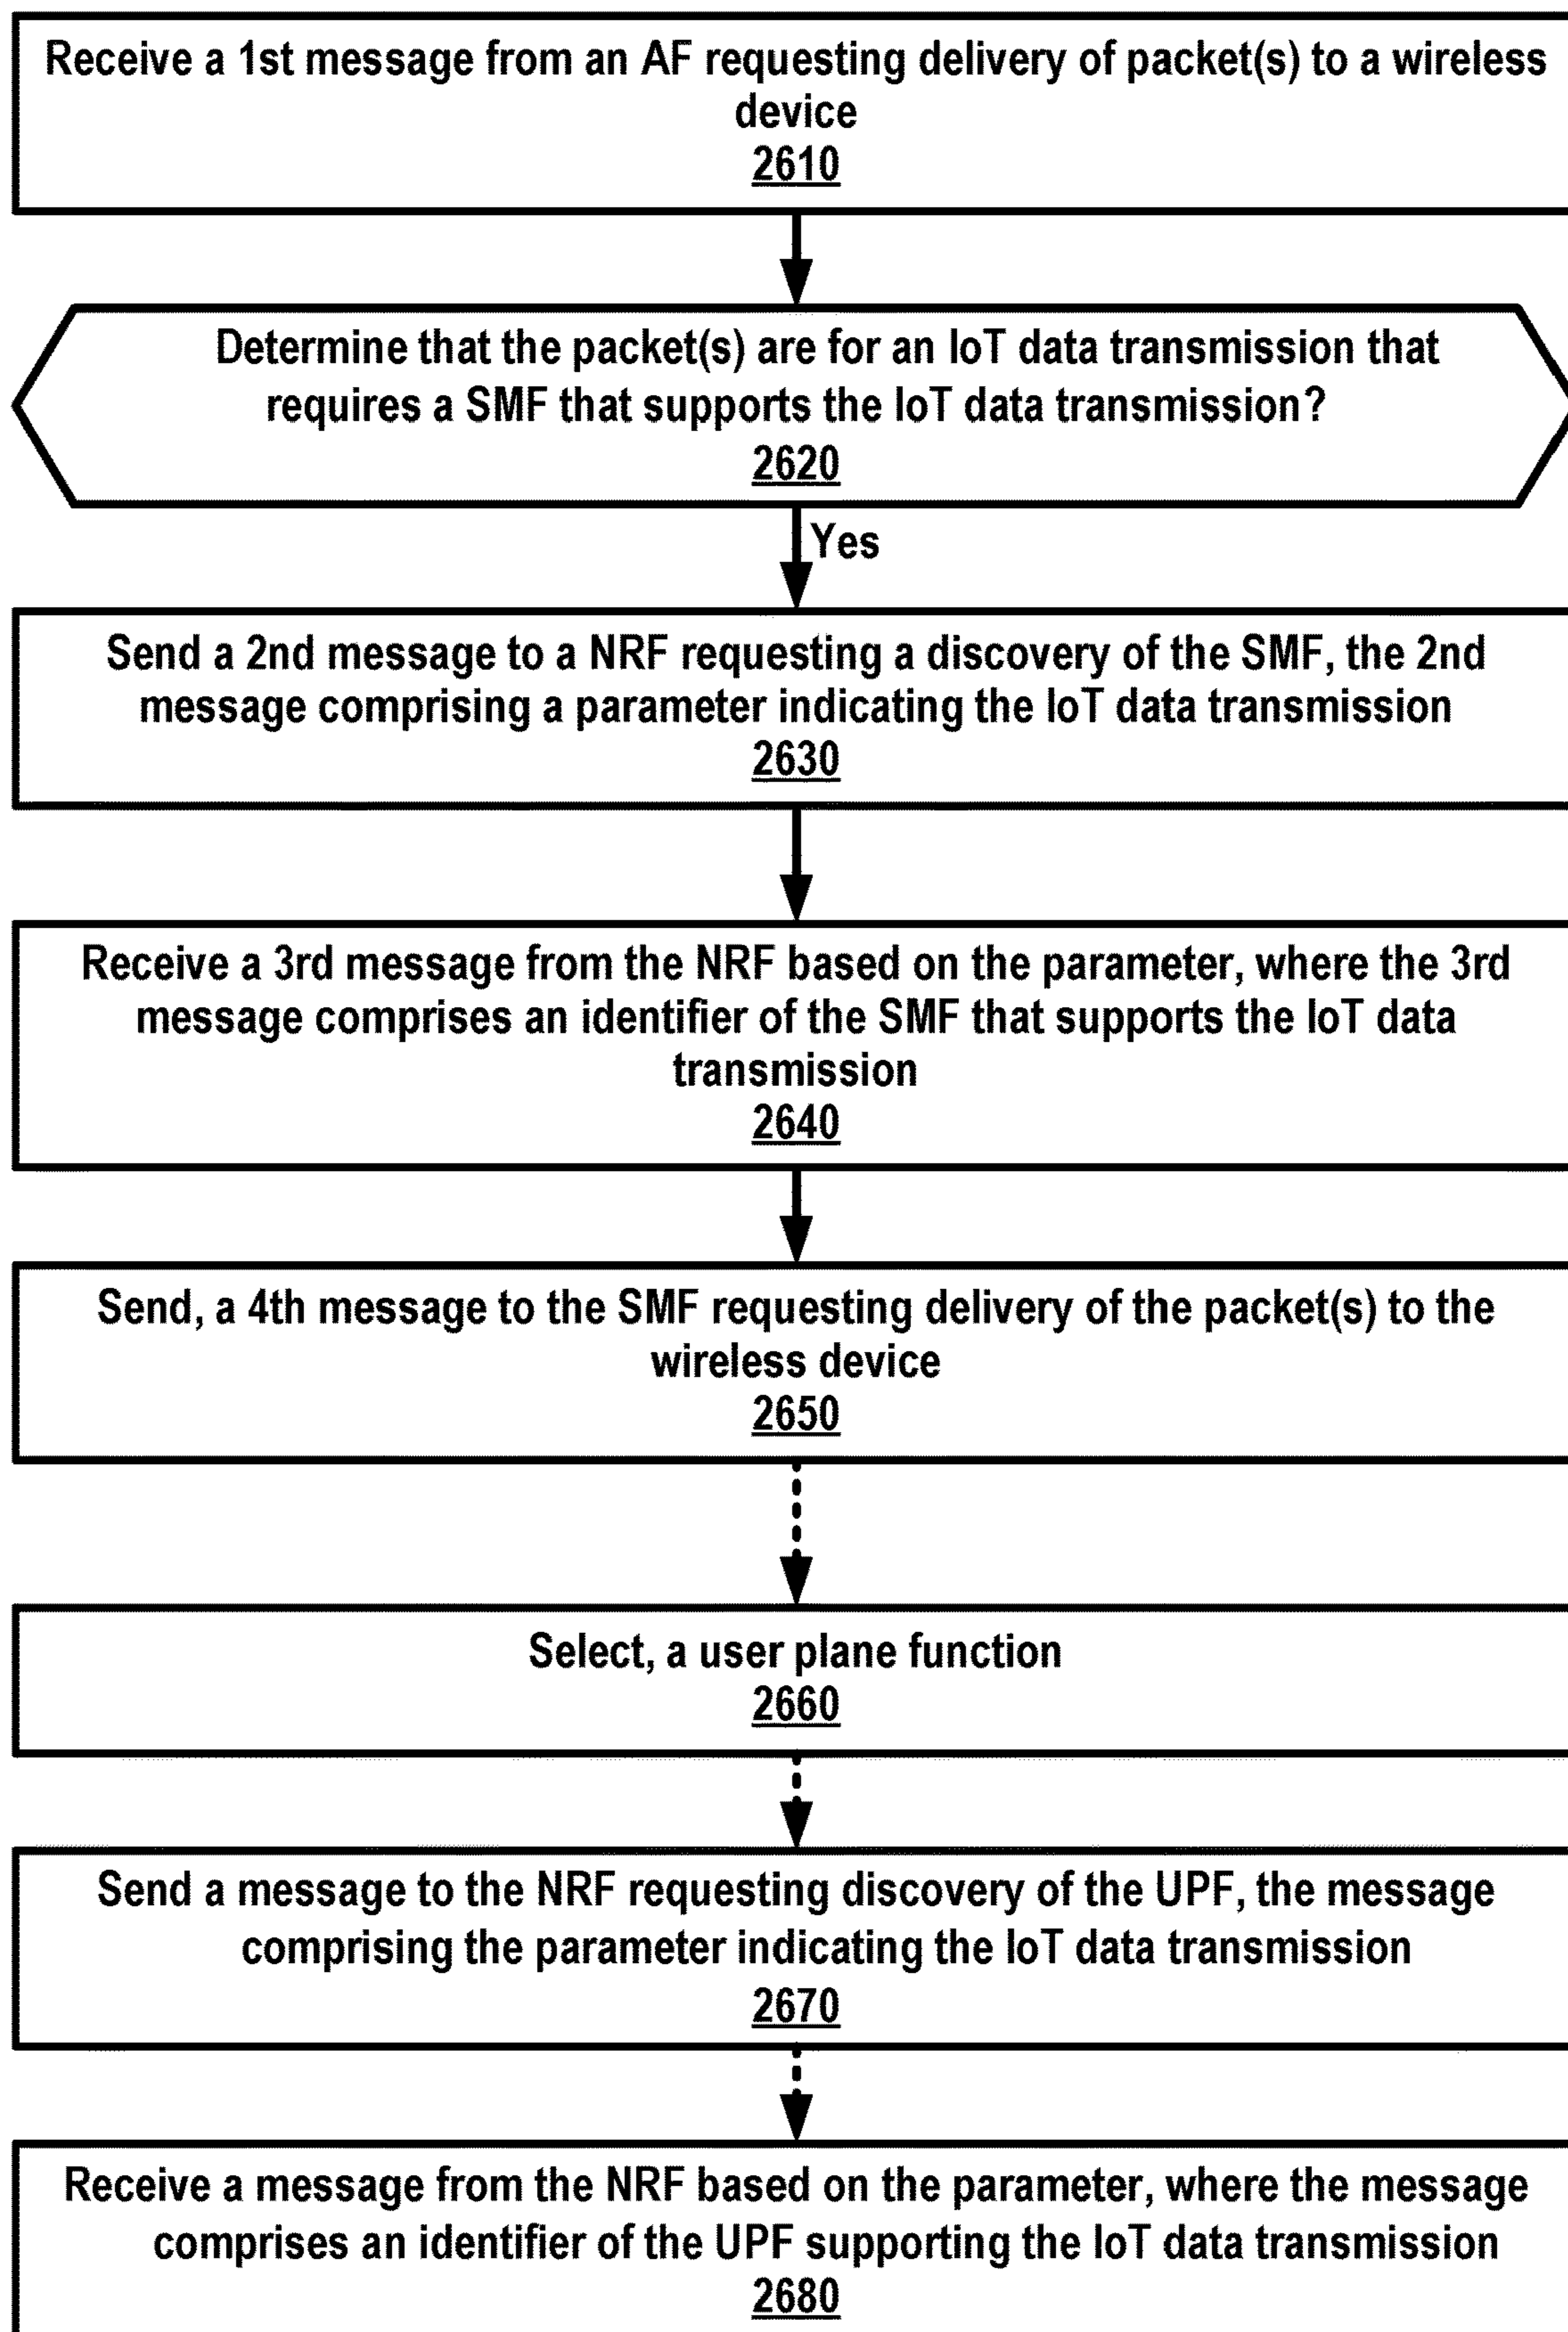 Receive a 1st message from an AF requesting delivery of packet(s) to a wireless
device
2610
Determine that the packet(s) are for an IoT data transmission that
requires a SMF that supports the IoT data transmission?
2620
Yes
Send a 2nd message to a NRF requesting a discovery of the SMF, the 2nd
message comprising a parameter indicating the IoT data transmission
2630
Receive a 3rd message from the NRF based on the parameter, where the 3rd
message comprises an identifier of the SMF that supports the IoT data
transmission
2640
Send, a 4th message to the SMF requesting delivery of the packet(s) to the
wireless device
2650
Select, a user plane function
2660
Send a message to the NRF requesting discovery of the UPF, the message
comprising the parameter indicating the IoT data transmission
2670
Receive a message from the NRF based on the parameter, where the message
comprises an identifier of the UPF supporting the IoT data transmission
2680